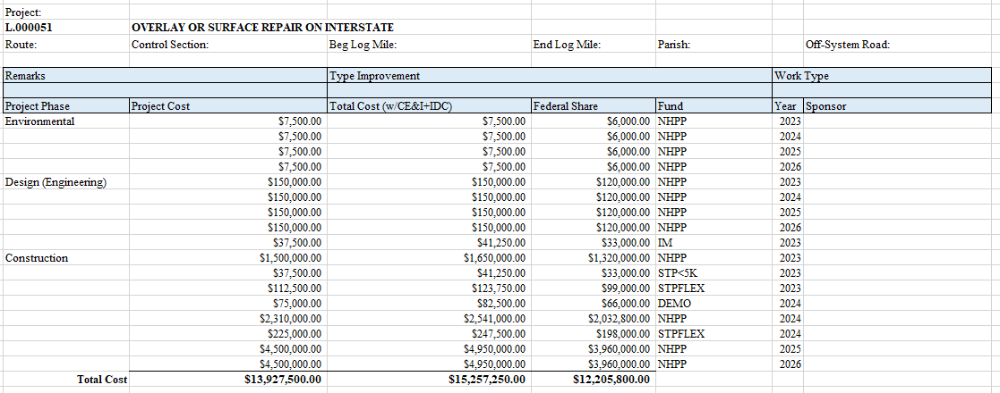 Project:
L.000051 OVERLAY OR SURFACE REPAIR ON INTERSTATE
Route: Control Section: Beg Log Mile: End Log Mile: Parish: Off-System Road:
Remarks Type Improvement Work Type
Project Phase Project Cost Total Cost (w/CE&I+IDC) Federal Share Fund Year Sponsor
Environmental $7,500.00 $7,500.00 $6,000.00 NHPP 2023
$7,500.00 $7,500.00 $6,000.00 NHPP 2024
$7,500.00 $7,500.00 $6,000.00 NHPP 2025
$7,500.00 $7,500.00 $6,000.00 NHPP 2026
Design (Engineering) $150,000.00 $150,000.00 $120,000.00 NHPP 2023
$150,000.00 $150,000.00 $120,000.00 NHPP 2024
$150,000.00 $150,000.00 $120,000.00 NHPP 2025
$150,000.00 $150,000.00 $120,000.00 NHPP 2026
$37,500.00 $41,250.00 $33,000.00 IM 2023
Construction $1,500,000.00 $1,650,000.00 $1,320,000.00 NHPP 2023
$37,500.00 $41,250.00 $33,000.00 STP<5K 2023
$112,500.00 $123,750.00 $99,000.00 STPFLEX 2023
$75,000.00 $82,500.00 $66,000.00 DEMO 2024
$2,310,000.00 $2,541,000.00 $2,032,800.00 NHPP 2024
$225,000.00 $247,500.00 $198,000.00 STPFLEX 2024
$4,500,000.00 $4,950,000.00 $3,960,000.00 NHPP 2025
$4,500,000.00 $4,950,000.00 $3,960,000.00 NHPP 2026
Total Cost $13,927,500.00 $15,257,250.00 $12,205,800.00